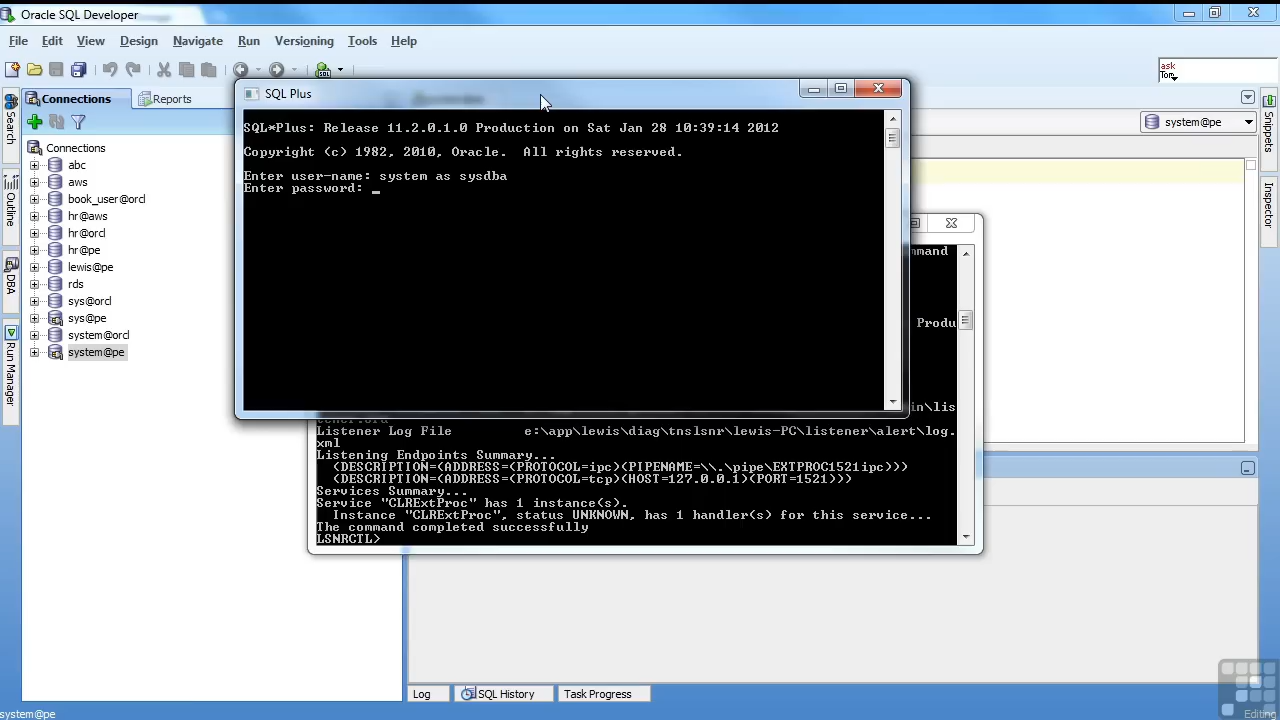 Oracle SQL Developer
File Edit View Design Navigate Run Versioning Tools Help
ask
Tom
Connections
Reports
system@pe
Search
Outline
DBA
Run Manager
Snippets
Inspector
Connections
abc
aws
book_user@orcl
hr@aws
hr@orcl
hr@pe
lewis@pe
rds
sys@orcl
sys@pe
system@orcl
system@pe
SQL Plus
SQL*Plus: Release 11.2.0.1.0 Production on Sat Jan 28 10:39:14 2012
Copyright (c) 1982, 2010, Oracle.  All rights reserved.
Enter user-name: system as sysdba
Enter password: _
mmand
Produ
in\lis
Listener Log File         e:\app\lewis\diag\tnslsnr\lewis-PC\listener\alert\log.
xml
Listening Endpoints Summary...
(DESCRIPTION=(ADDRESS=(PROTOCOL=ipc)(PIPENAME=\\.\pipe\EXTPROC1521ipc)))
(DESCRIPTION=(ADDRESS=(PROTOCOL=tcp)(HOST=127.0.0.1)(PORT=1521)))
Services Summary...
Service "CLRExtProc" has 1 instance(s).
Instance "CLRExtProc", status UNKNOWN, has 1 handler(s) for this service...
The command completed successfully
LSNRCTL>
Log
SQL History
Task Progress
system@pe
Editing